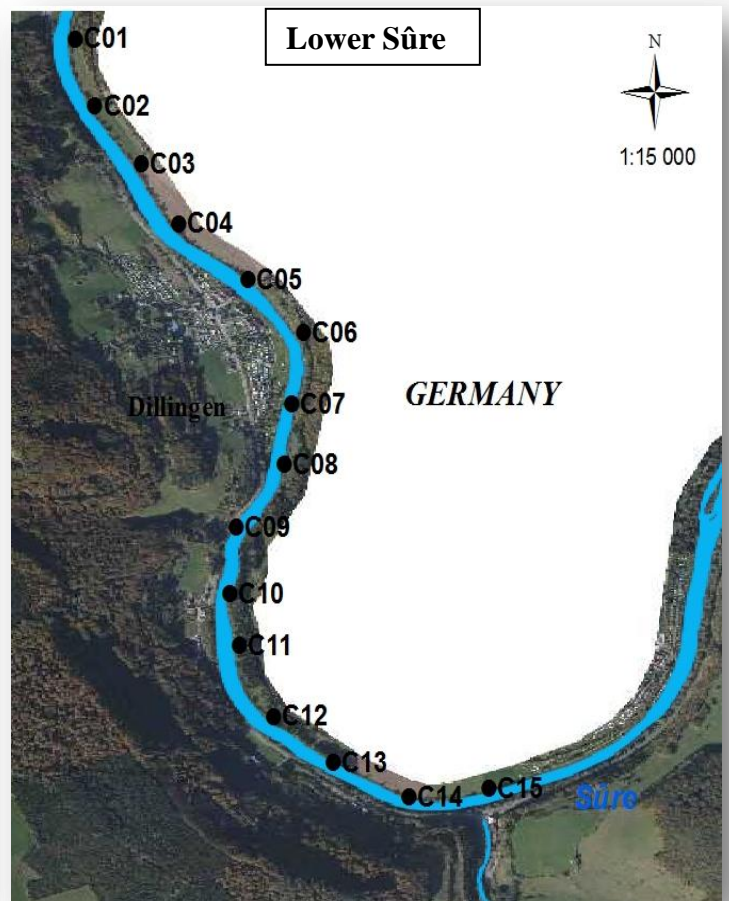 Lower Sûre
N
1:15 000
C01
C02
C03
C04
C05
C06
GERMANY
Dillingen
C07
C08
C09
C10
C11
C12
C13
C14
C15
Sûre